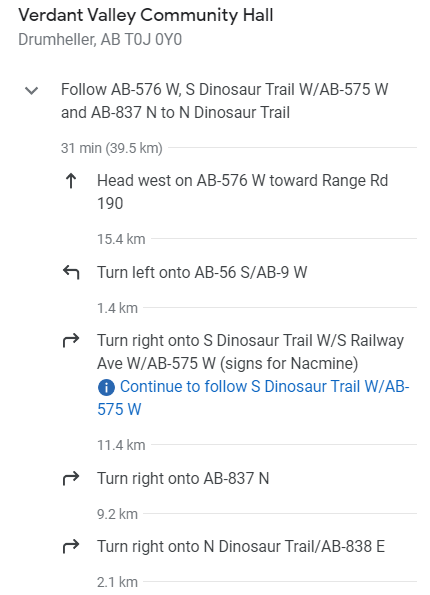 Verdant Valley Community Hall
Drumheller, AB T0J 0Y0
Follow AB-576 W, S Dinosaur Trail W/AB-575 W
and AB-837 N to N Dinosaur Trail
31 min (39.5 km)
Head west on AB-576 W toward Range Rd
190
15.4 km
Turn left onto AB-56 S/AB-9 W
1.4 km
Turn right onto S Dinosaur Trail W/S Railway
Ave W/AB-575 W (signs for Nacmine)
Continue to follow S Dinosaur Trail W/AB-
575 W
11.4 km
Turn right onto AB-837 N
9.2 km
Turn right onto N Dinosaur Trail/AB-838 E
2.1 km